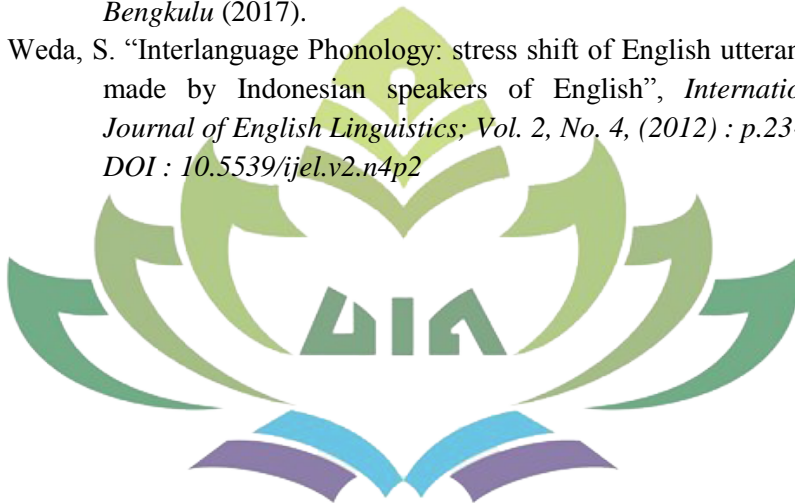 Bengkulu (2017).
Weda, S. “Interlanguage Phonology: stress shift of English utteran
made by Indonesian speakers of English”, Internatio
Journal of English Linguistics; Vol. 2, No. 4, (2012) : p.23-
DOI : 10.5539/ijel.v2.n4p2
UIN